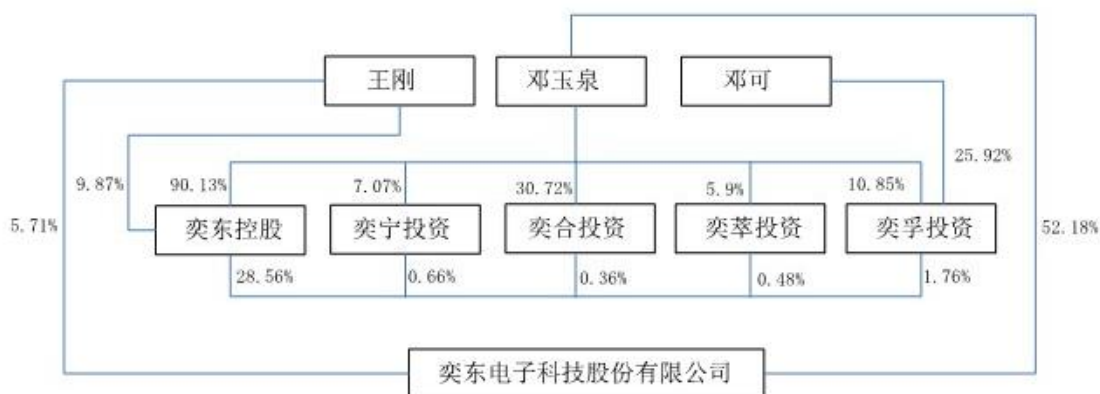 王刚
邓玉泉
邓可
25.92%
9.87%
90.13%
7.07%
30.72%
5.9%
10.85%
5.71%
奕东控股
奕宁投资
奕合投资
奕萃投资
奕孚投资
52.18%
28.56%
0.66%
0.36%
0.48%
1.76%
奕东电子科技股份有限公司